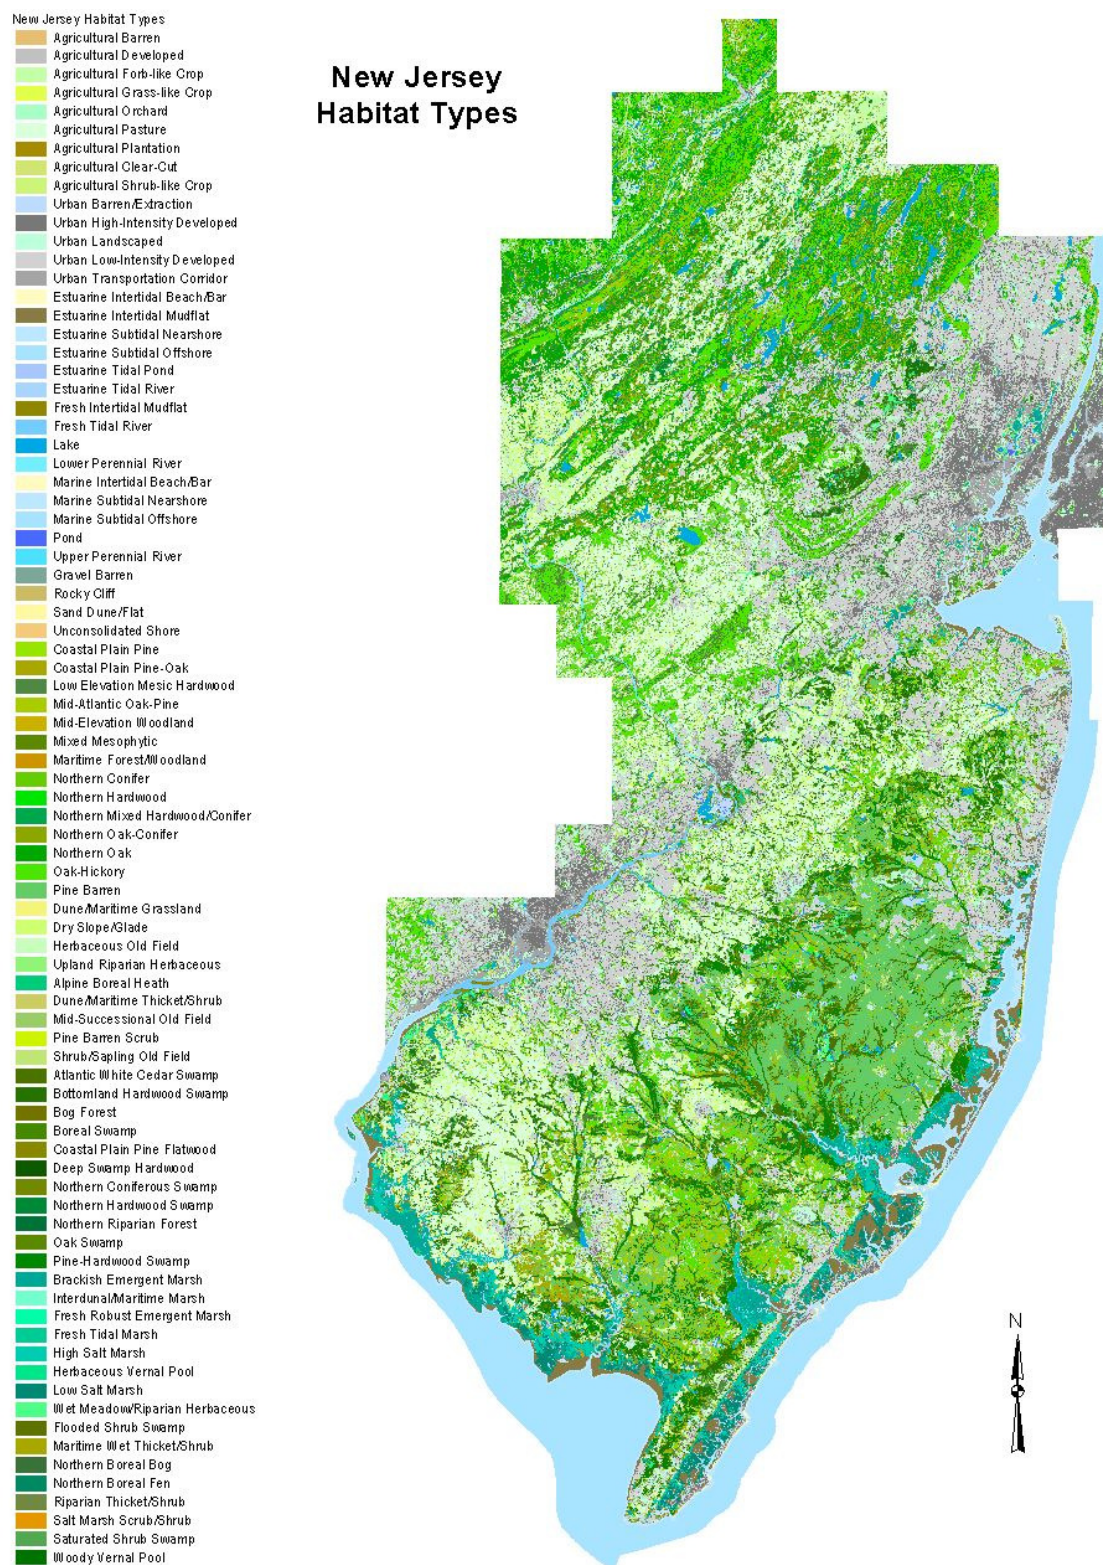 New Jersey Habitat Types
Agricultural Barren
Agricultural Developed
Agricultural Forb-like Crop
Agricultural Grass-like Crop
Agricultural Orchard
Agricultural Pasture
Agricultural Plantation
Agricultural Clear-Cut
Agricultural Shrub-like Crop
Urban Barren/Extraction
Urban High-Intensity Developed
Urban Landscaped
Urban Low-Intensity Developed
Urban Transportation Corridor
Estuarine Intertidal Beach/Bar
Estuarine Intertidal Mudflat
Estuarine Subtidal Nearshore
Estuarine Subtidal Offshore
Estuarine Tidal Pond
Estuarine Tidal River
Fresh Intertidal Mudflat
Fresh Tidal River
Lake
Lower Perennial River
Marine Intertidal Beach/Bar
Marine Subtidal Nearshore
Marine Subtidal Offshore
Pond
Upper Perennial River
Gravel Barren
Rocky Cliff
Sand Dune/Flat
Unconsolidated Shore
Coastal Plain Pine
Coastal Plain Pine-Oak
Low Elevation Mesic Hardwood
Mid-Atlantic Oak-Pine
Mid-Elevation Woodland
Mixed Mesophytic
Maritime Forest/Woodland
Northern Conifer
Northern Hardwood
Northern Mixed Hardwood/Conifer
Northern Oak-Conifer
Northern Oak
Oak-Hickory
Pine Barren
Dune/Maritime Grassland
Dry Slope/Glade
Herbaceous Old Field
Upland Riparian Herbaceous
Alpine Boreal Heath
Dune/Maritime Thicket/Shrub
Mid-Successional Old Field
Pine Barren Scrub
Shrub/Sapling Old Field
Atlantic White Cedar Swamp
Bottomland Hardwood Swamp
Bog Forest
Boreal Swamp
Coastal Plain Pine Flatwood
Deep Swamp Hardwood
Northern Coniferous Swamp
Northern Hardwood Swamp
Northern Riparian Forest
Oak Swamp
Pine-Hardwood Swamp
Brackish Emergent Marsh
Interdunal/Maritime Marsh
Fresh Robust Emergent Marsh
Fresh Tidal Marsh
High Salt Marsh
Herbaceous Vernal Pool
Low Salt Marsh
Wet Meadow/Riparian Herbaceous
Flooded Shrub Swamp
Maritime Wet Thicket/Shrub
Northern Boreal Bog
Northern Boreal Fen
Riparian Thicket/Shrub
Salt Marsh Scrub/Shrub
Saturated Shrub Swamp
Woody Vernal Pool
New Jersey
Habitat Types
N